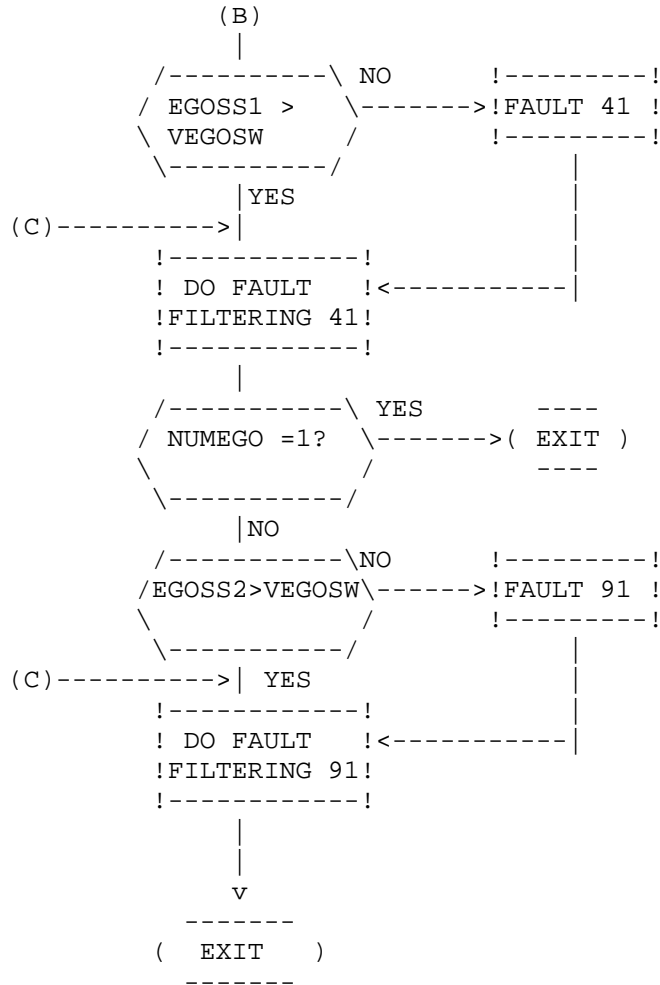 (B)
NO
EGOSS1 > FAULT 41
VEGOSW
YES
(C)
DO FAULT
FILTERING 41
YES
NUMEGO =1? ( EXIT )
NO
NO
EGOSS2>VEGOSW FAULT 91
(C) YES
DO FAULT
FILTERING 91
v
( EXIT )